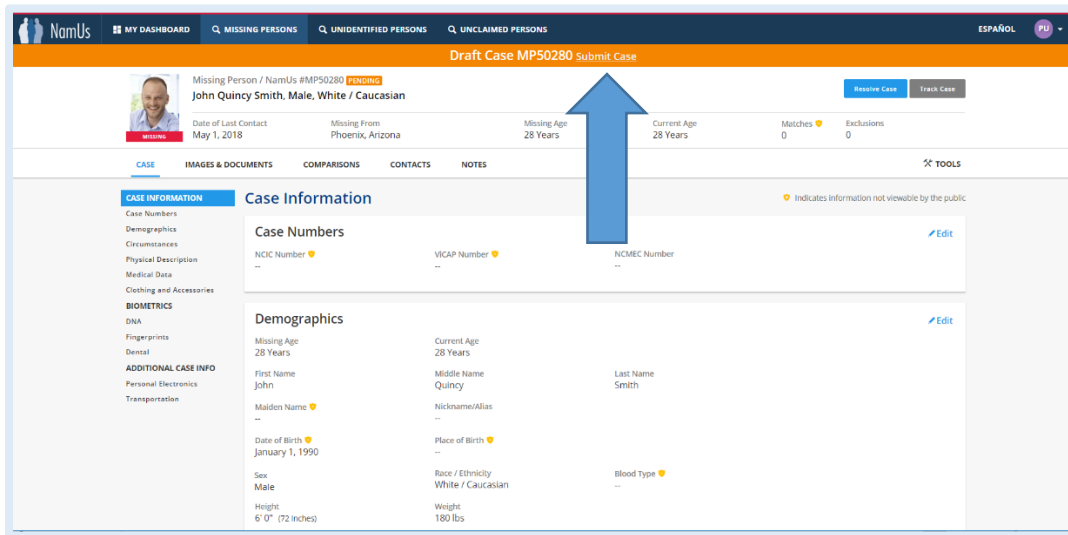 NamUs MY DASHBOARD MISSING PERSONS UNIDENTIFIED PERSONS UNCLAIMED PERSONS ESPAÑOL PU
Draft Case MP50280 Submit Case
Missing Person / NamUs #MP50280 PENDING
John Quincy Smith, Male, White / Caucasian
Resolve Case Track Case
MISSING
Date of Last Contact Missing From Missing Age Current Age Matches Exclusions
May 1, 2018 Phoenix, Arizona 28 Years 28 Years 0 0
CASE IMAGES & DOCUMENTS COMPARISONS CONTACTS NOTES TOOLS
CASE INFORMATION
Case Numbers
Demographics
Circumstances
Physical Description
Medical Data
Clothing and Accessories
BIOMETRICS
DNA
Fingerprints
Dental
ADDITIONAL CASE INFO
Personal Electronics
Transportation
Case Information
Indicates information not viewable by the public
Case Numbers
Edit
NCIC Number ViCAP Number NCMEC Number
-- -- --
Demographics
Edit
Missing Age Current Age
28 Years 28 Years
First Name Middle Name Last Name
John Quincy Smith
Maiden Name Nickname/Alias
-- --
Date of Birth Place of Birth
January 1, 1990 --
Sex Race / Ethnicity Blood Type
Male White / Caucasian --
Height Weight
6' 0" (72 Inches) 180 lbs